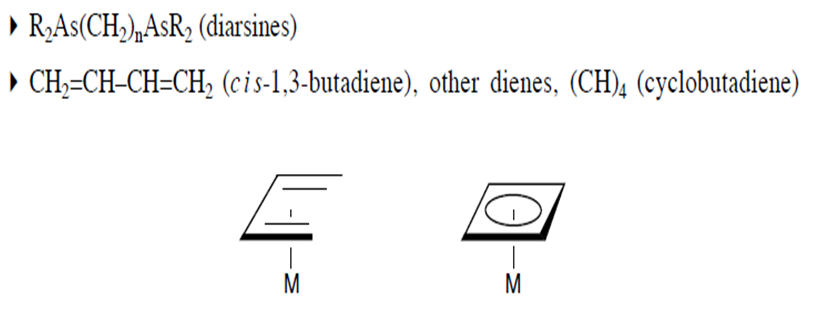 ▸ R₂As(CH₂)ₙAsR₂ (diarsines)
▸ CH₂=CH–CH=CH₂ (cis-1,3-butadiene), other dienes, (CH)₄ (cyclobutadiene)
M M